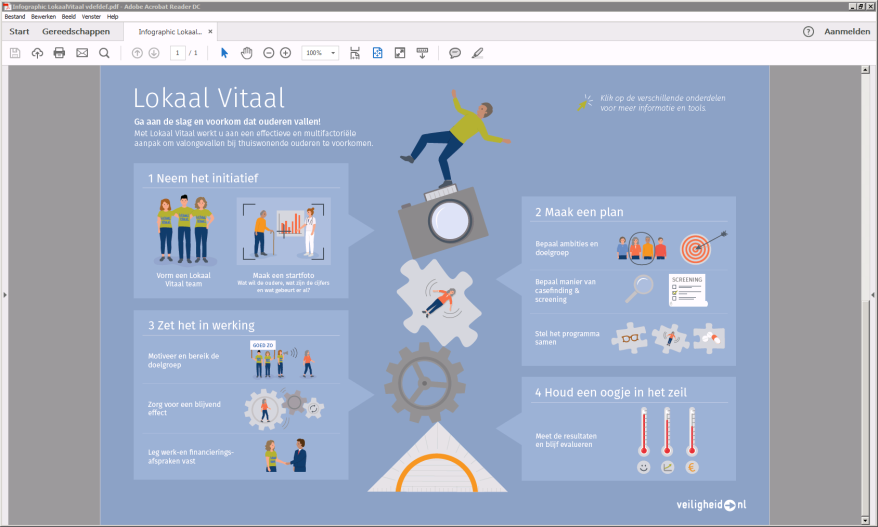 Infographic LokaalVitaal vdefdef.pdf - Adobe Acrobat Reader DC
Bestand Bewerken Beeld Venster Help
Start Gereedschappen Infographic Lokaal... × Aanmelden
1 / 1 100%
Lokaal Vitaal
Ga aan de slag en voorkom dat ouderen vallen!
Met Lokaal Vitaal werkt u aan een effectieve en multifactoriële
aanpak om valongevallen bij thuiswonende ouderen te voorkomen.
Klik op de verschillende onderdelen
voor meer informatie en tools.
1 Neem het initiatief
Vorm een Lokaal
Vitaal team
Maak een startfoto
Wat wil de oudere, wat zijn de cijfers
en wat gebeurt er al?
2 Maak een plan
Bepaal ambities en
doelgroep
Bepaal manier van
casefinding &
screening
SCREENING
Stel het programma
samen
3 Zet het in werking
Motiveer en bereik de
doelgroep
GOED ZO
Zorg voor een blijvend
effect
Leg werk-en financierings-
afspraken vast
4 Houd een oogje in het zeil
Meet de resultaten
en blijf evalueren
€
veiligheid nl